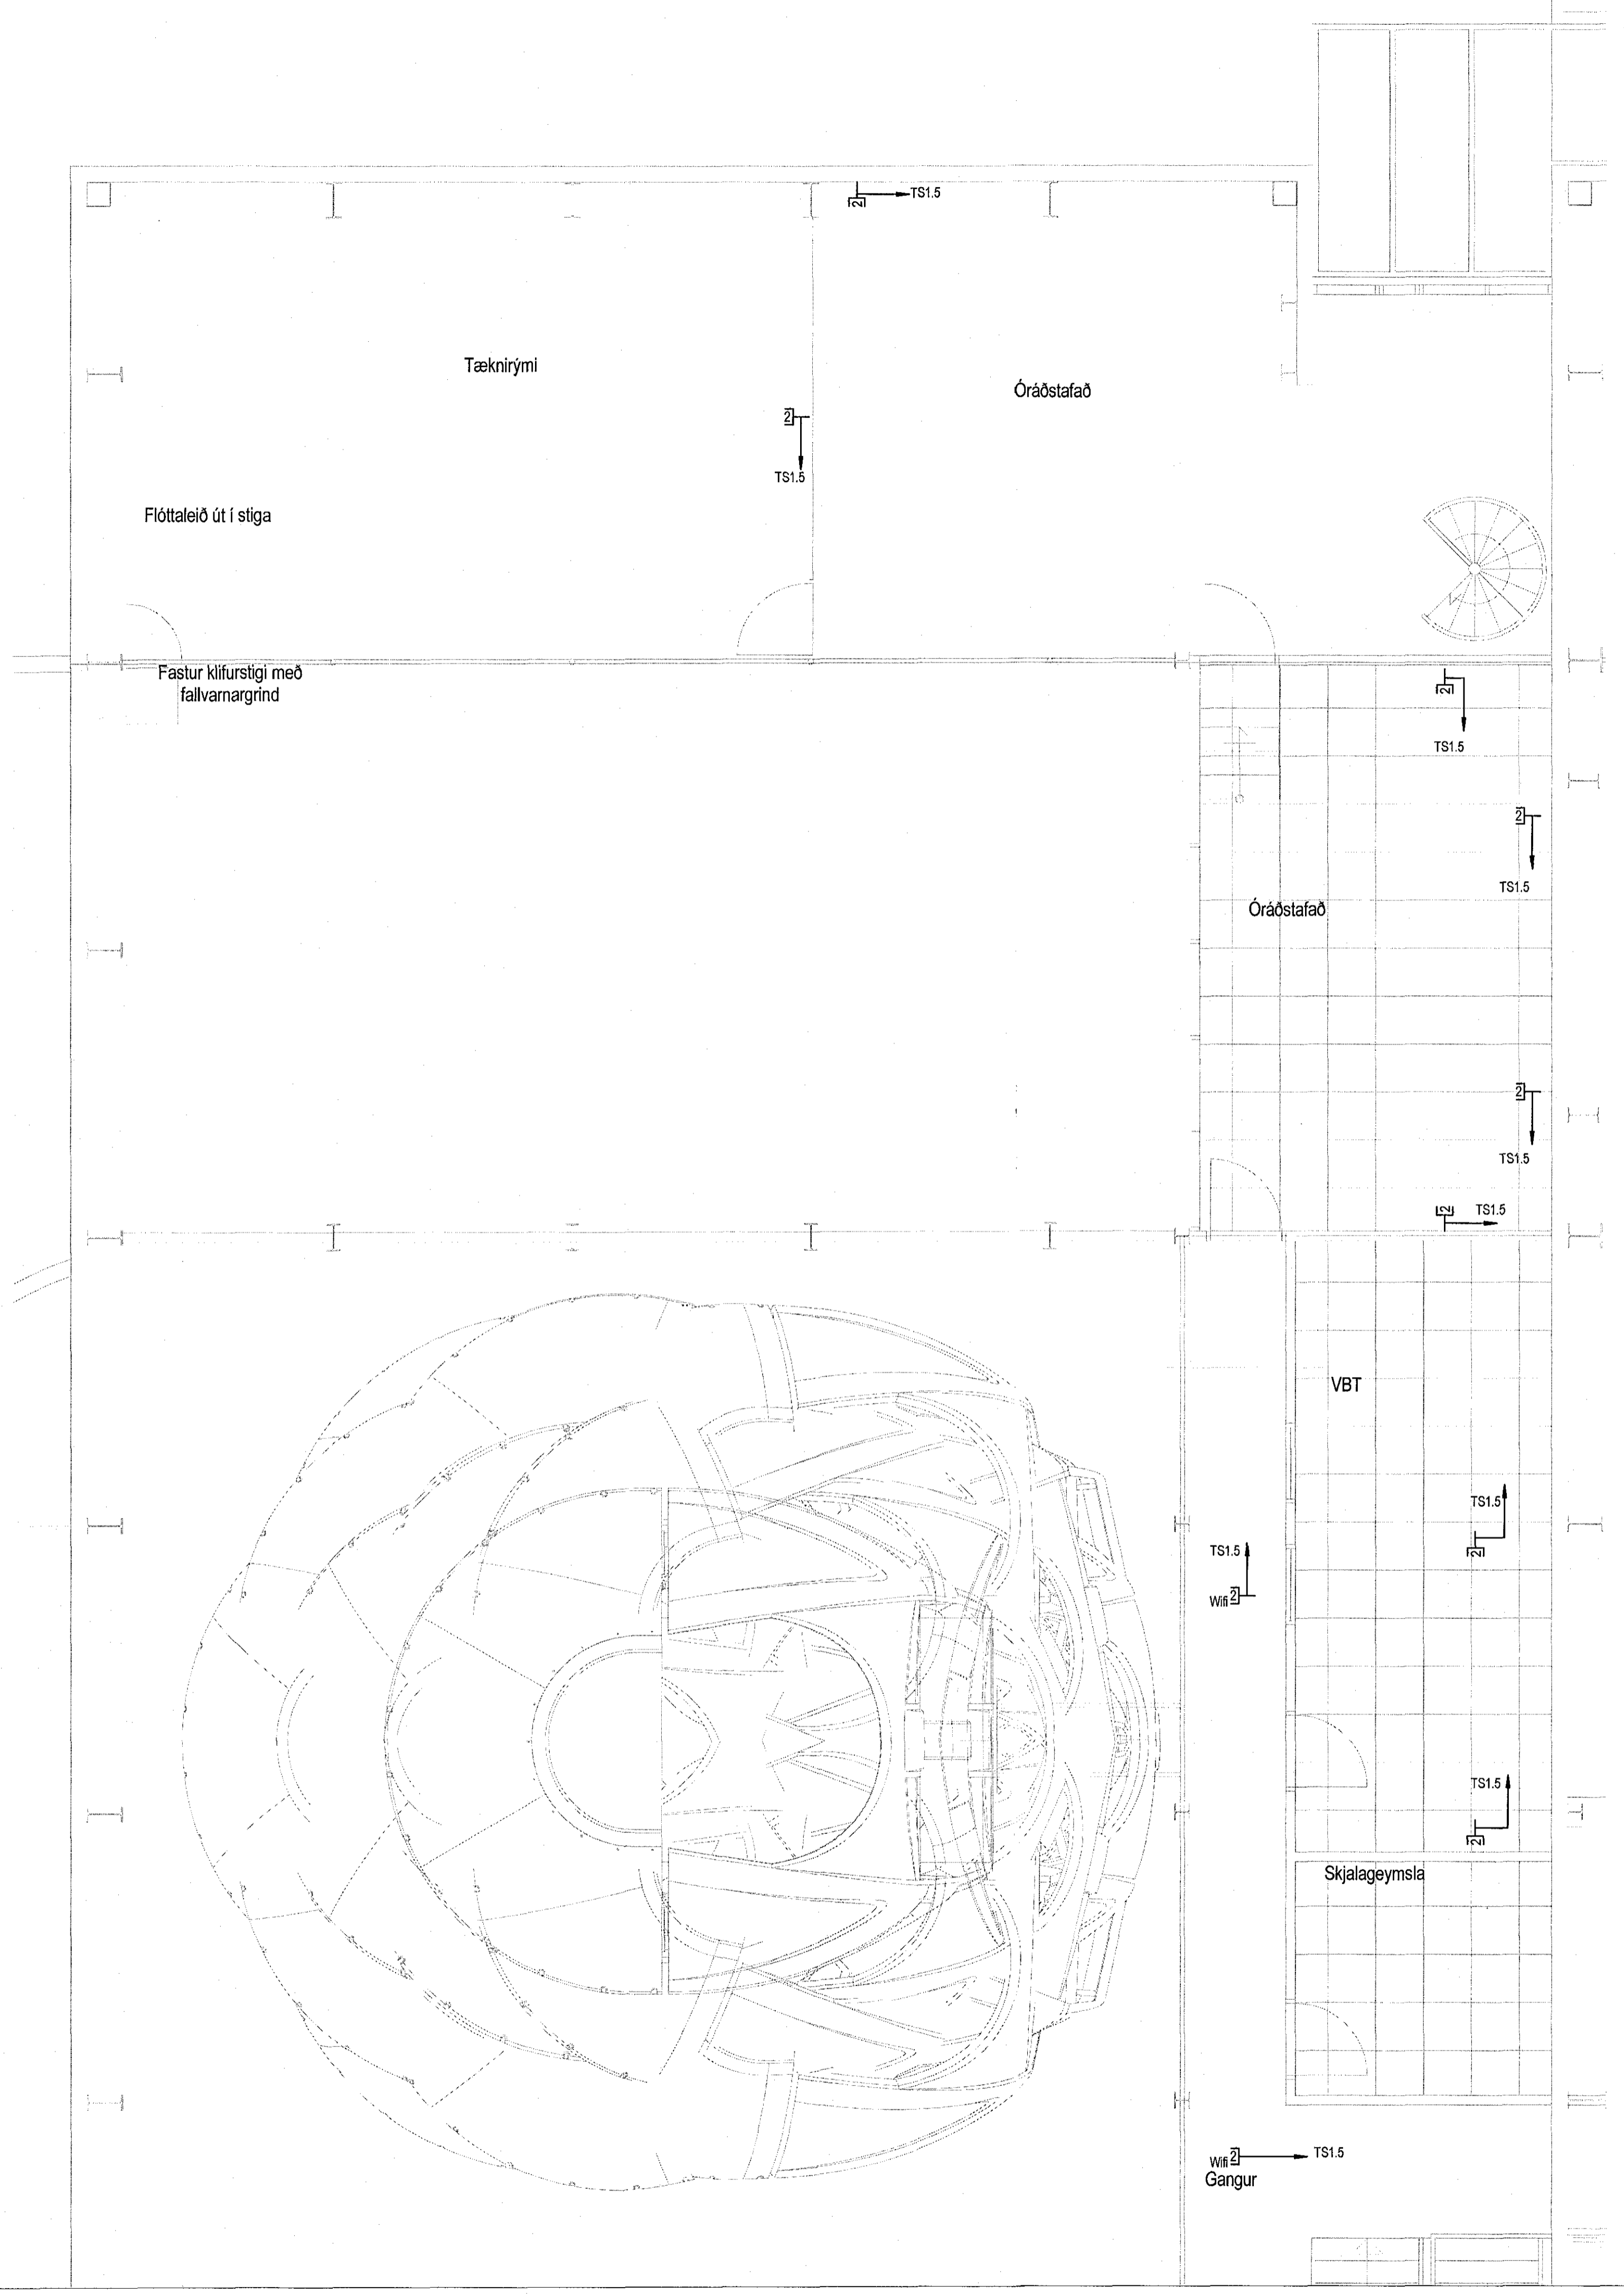 2 TS1.5
Tæknirými
Óráðstafað
2
TS1.5
Flóttaleið út í stiga
Fastur klifurstigi með
fallvarnargrind
2
TS1.5
2
TS1.5
Óráðstafað
2
TS1.5
2 TS1.5
VBT
TS1.5
2
TS1.5
Wifi 2
TS1.5
2
Skjalageymsla
Wifi 2 TS1.5
Gangur